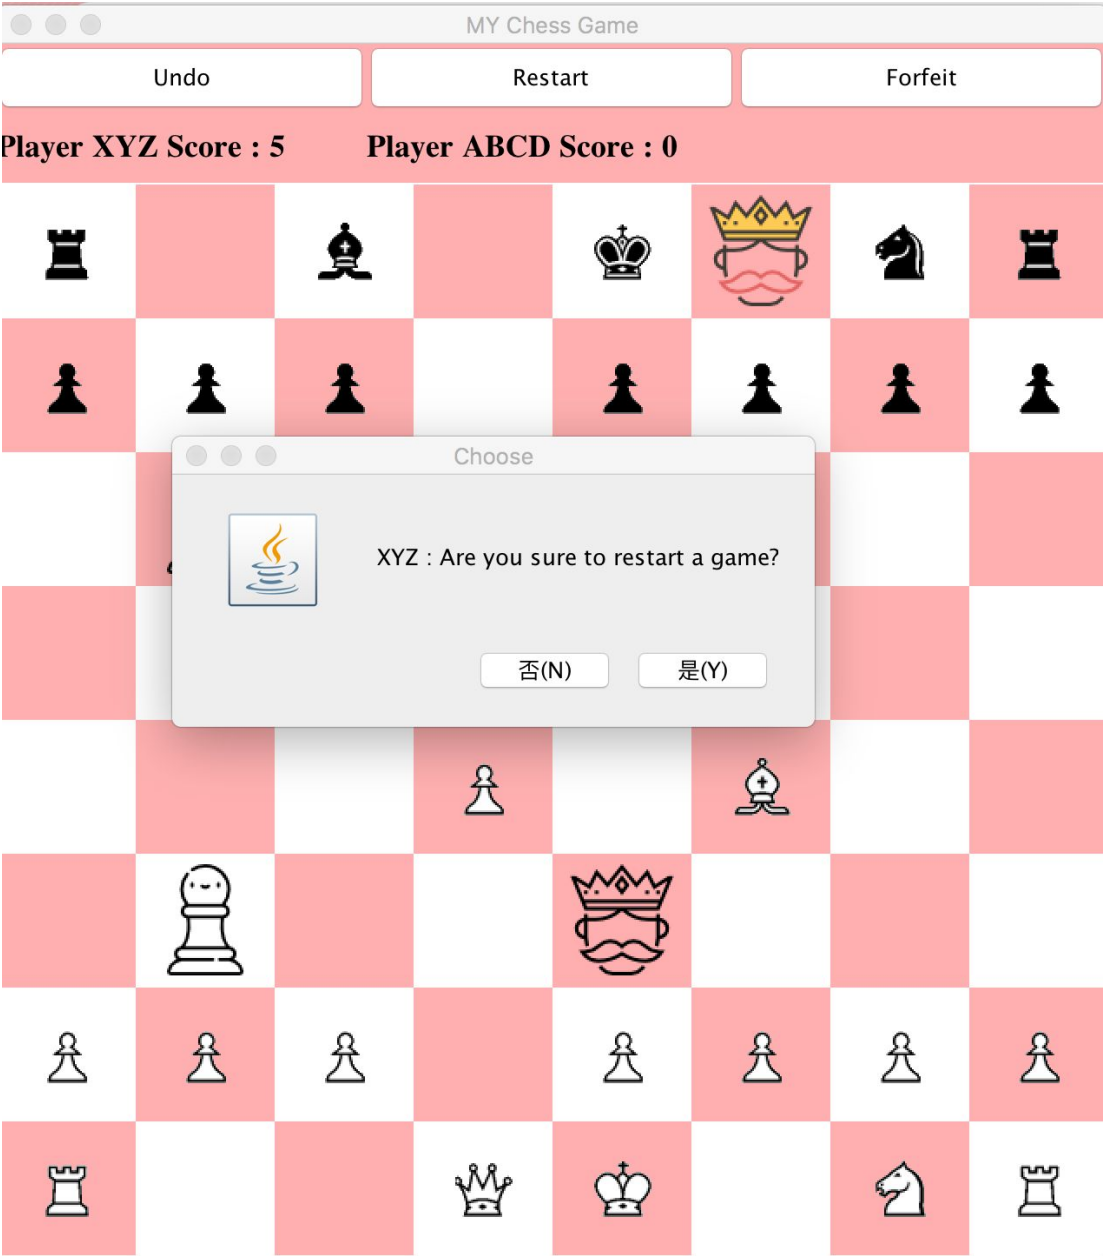 MY Chess Game
Undo Restart Forfeit
Player XYZ Score : 5 Player ABCD Score : 0
Choose
XYZ : Are you sure to restart a game?
否(N) 是(Y)